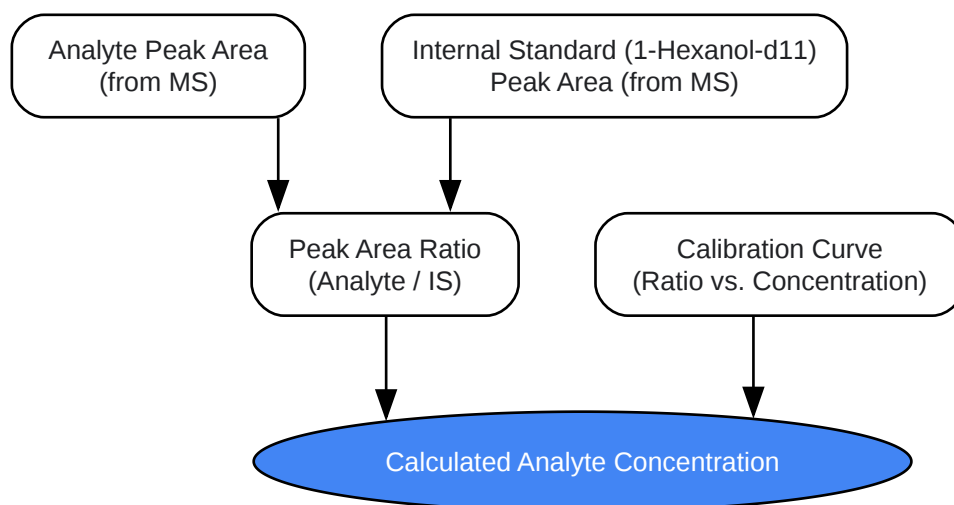 Analyte Peak Area
(from MS)
Internal Standard (1-Hexanol-d11)
Peak Area (from MS)
Peak Area Ratio
(Analyte / IS)
Calibration Curve
(Ratio vs. Concentration)
Calculated Analyte Concentration